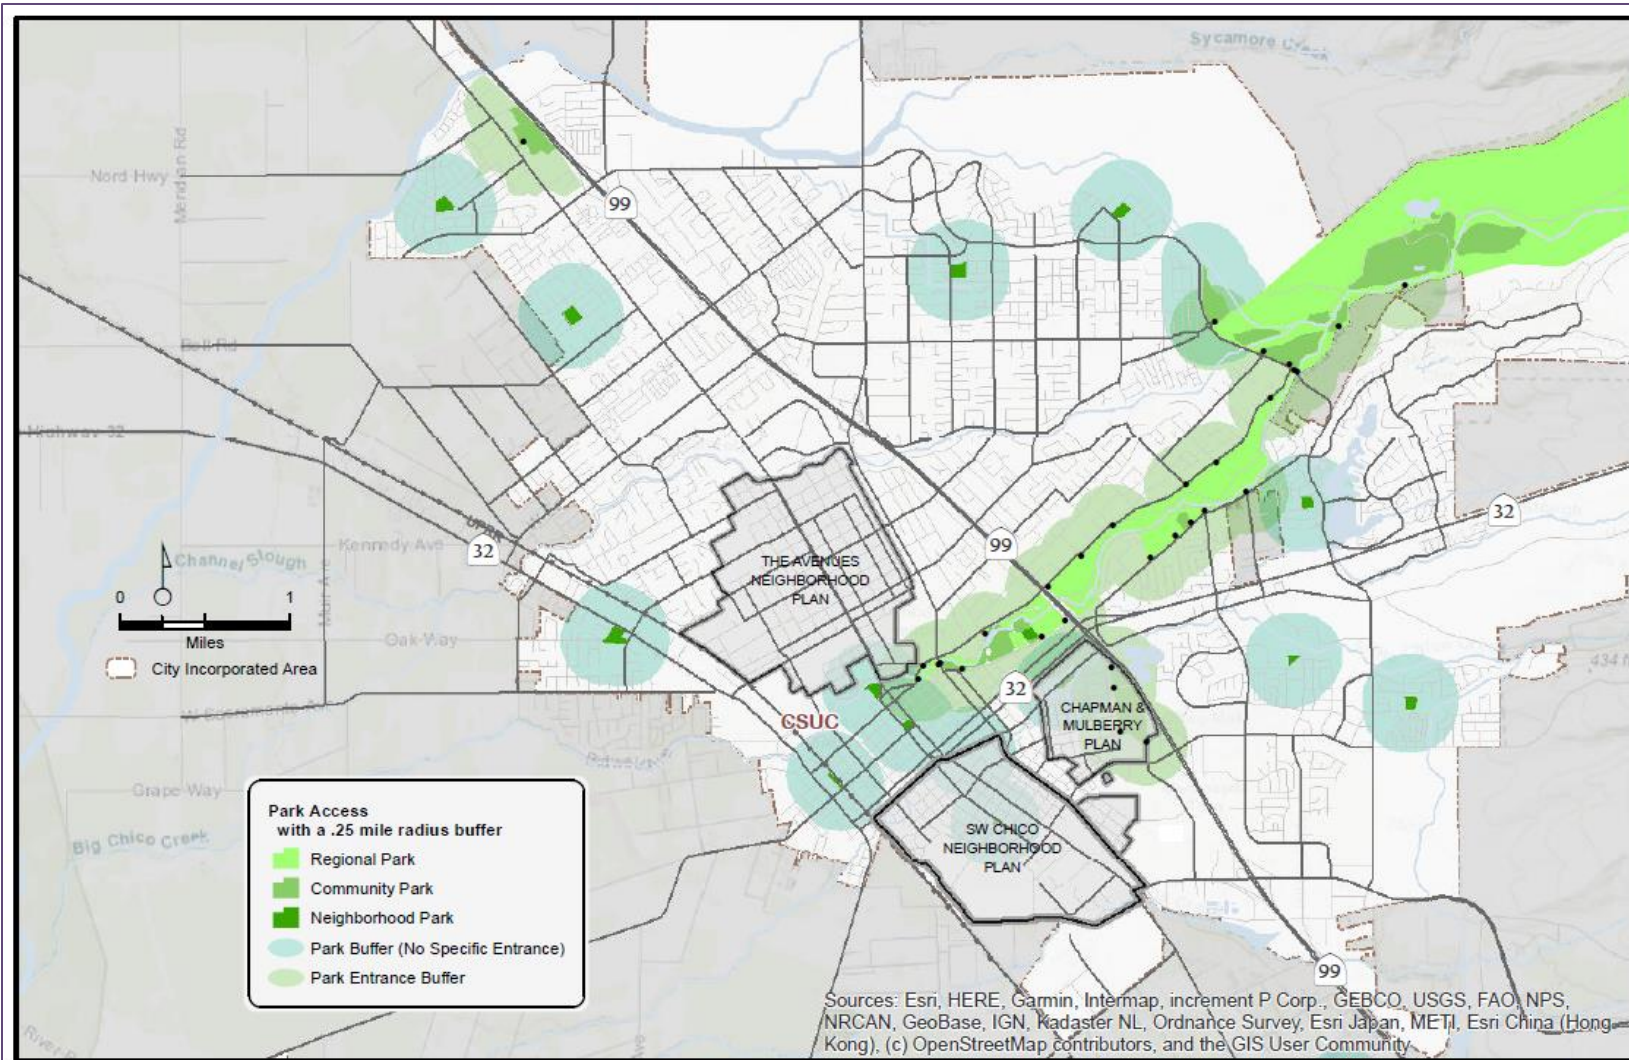 Sycamore Creek
Nord Hwy
Meridian Rd
99
Bell Rd
Highway 32
UPRR
32
Kennedy Ave
Channel Slough
THE AVENUES
NEIGHBORHOOD
PLAN
99
32
0 1
Miles
Muir Ave
Oak Way
City Incorporated Area
434 ft
W Sacramento Av
CSUC
32
CHAPMAN &
MULBERRY
PLAN
Grape Way
Big Chico Creek
SW CHICO
NEIGHBORHOOD
PLAN
Park Access
with a .25 mile radius buffer
Regional Park
Community Park
Neighborhood Park
Park Buffer (No Specific Entrance)
Park Entrance Buffer
99
Sources: Esri, HERE, Garmin, Intermap, increment P Corp., GEBCO, USGS, FAO, NPS,
NRCAN, GeoBase, IGN, Kadaster NL, Ordnance Survey, Esri Japan, METI, Esri China (Hong
Kong), (c) OpenStreetMap contributors, and the GIS User Community
River
Ave